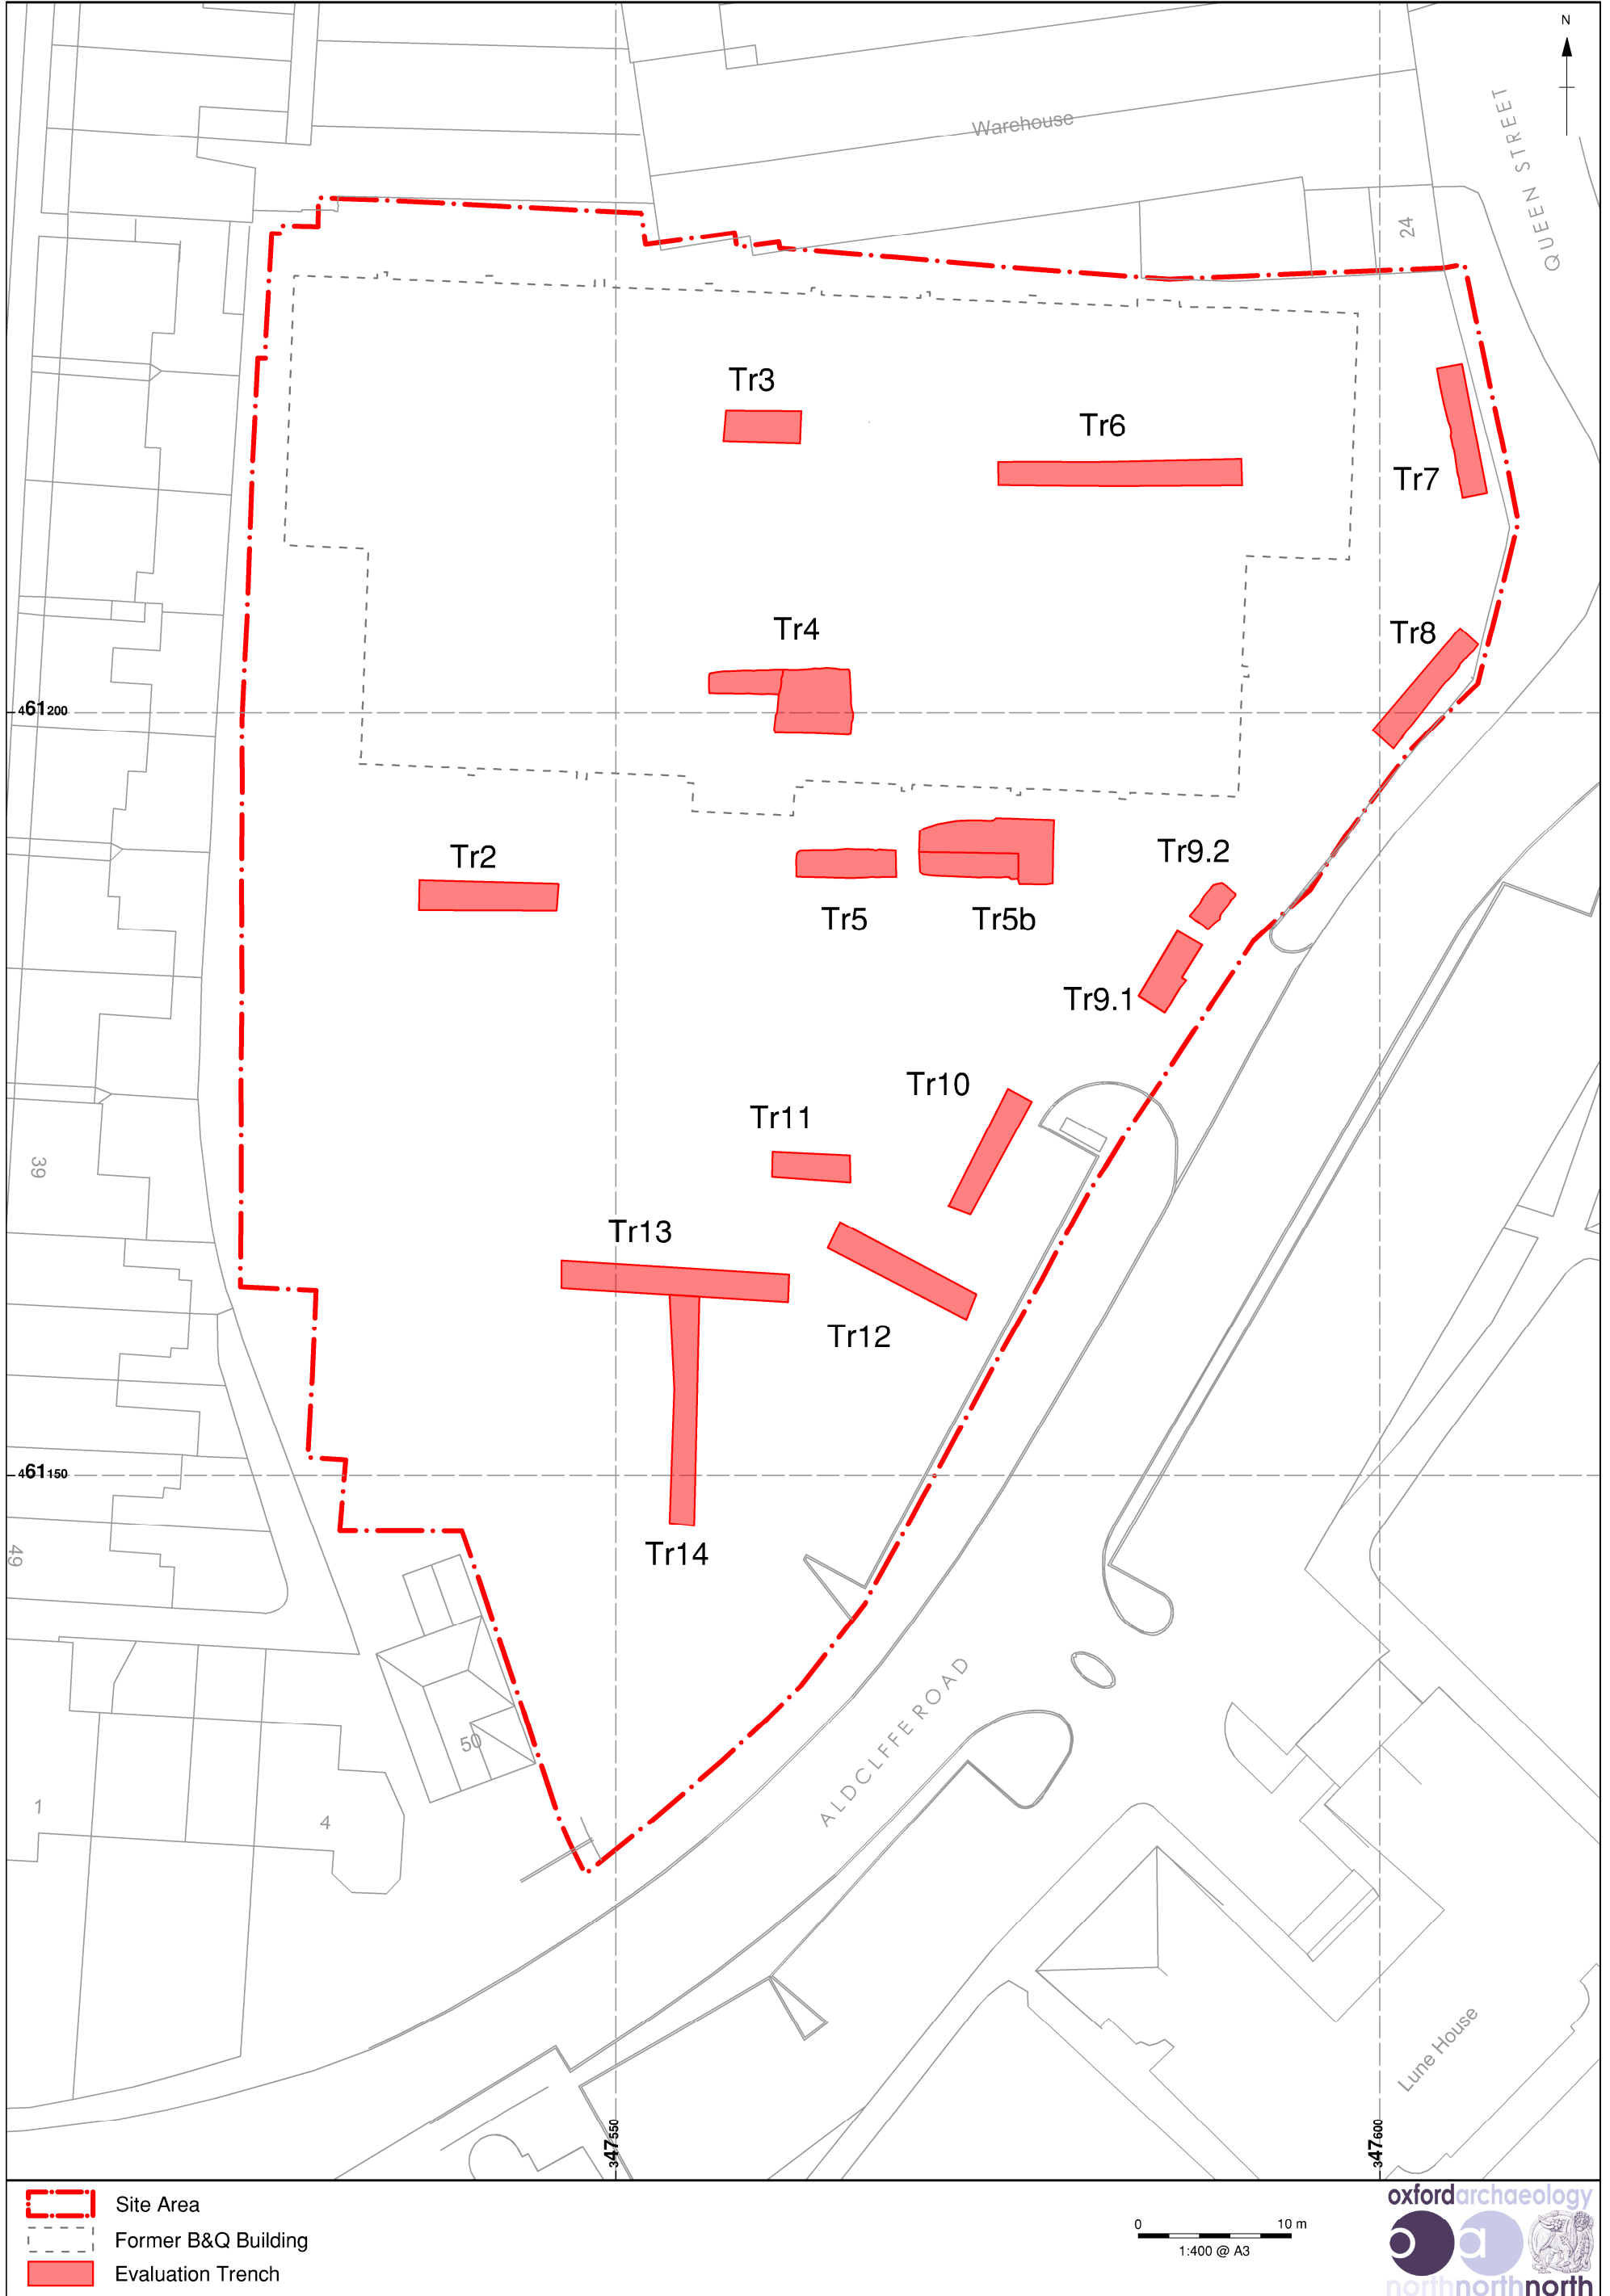 N
QUEEN STREET
Warehouse
24
Tr3
Tr6
Tr7
Tr4
Tr8
461200
Tr2
Tr5
Tr5b
Tr9.2
Tr9.1
Tr10
Tr11
39
Tr13
Tr12
461150
49
Tr14
50
ALDCLFFE ROAD
1
4
Lune House
347550
347600
Site Area
Former B&Q Building
Evaluation Trench
0 10 m
1:400 @ A3
oxfordarchaeology
o a
northnorthnorth